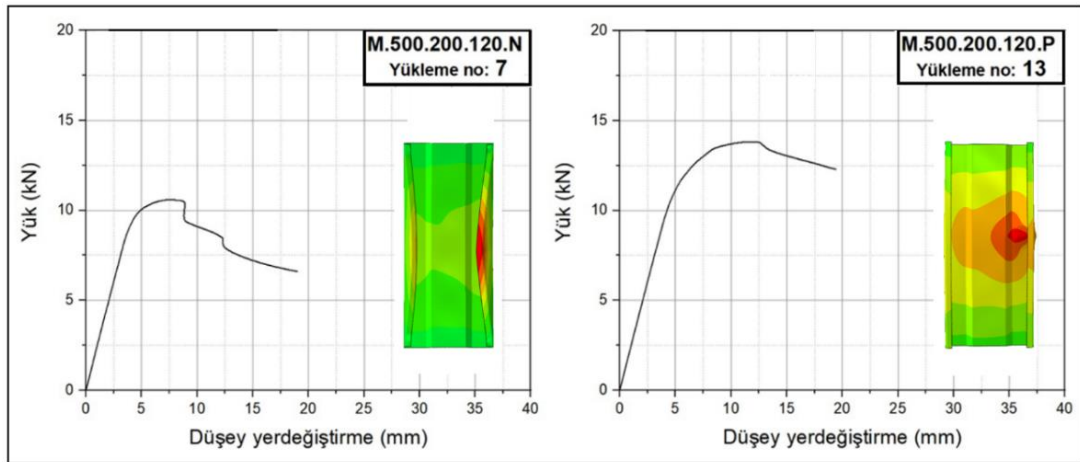 M.500.200.120.N
Yükleme no: 7
Yük (kN)
20
15
10
5
0
0 5 10 15 20 25 30 35 40
Düşey yerdeğiştirme (mm)
M.500.200.120.P
Yükleme no: 13
Yük (kN)
20
15
10
5
0
0 5 10 15 20 25 30 35 40
Düşey yerdeğiştirme (mm)